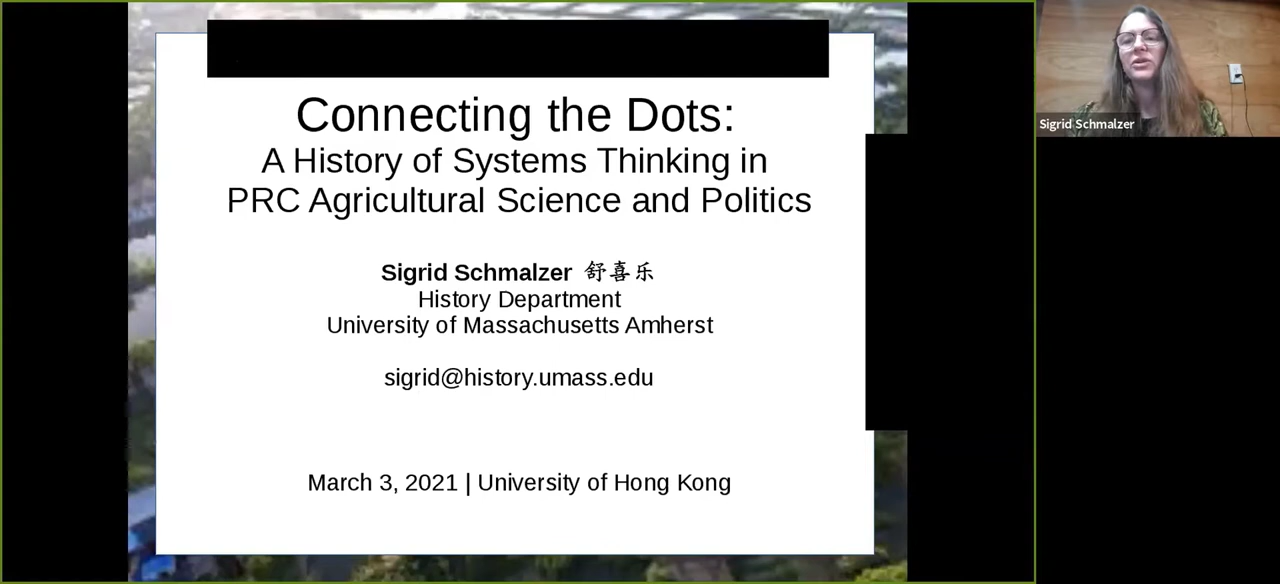 Connecting the Dots:
A History of Systems Thinking in
PRC Agricultural Science and Politics
Sigrid Schmalzer 舒喜乐
History Department
University of Massachusetts Amherst
sigrid@history.umass.edu
March 3, 2021 | University of Hong Kong
Sigrid Schmalzer